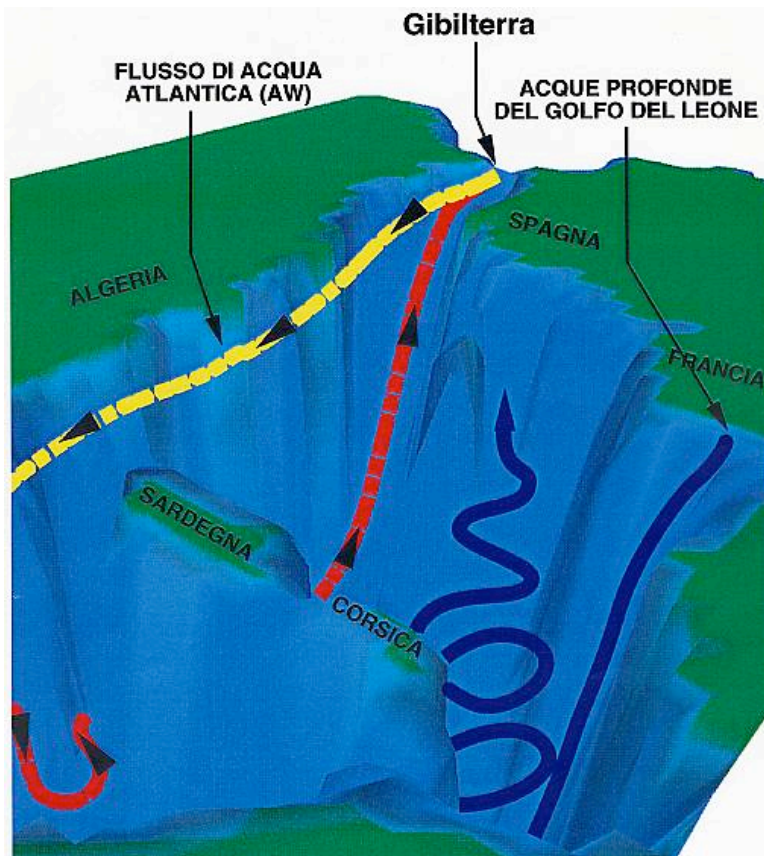 Gibilterra
FLUSSO DI ACQUA
ATLANTICA (AW)
ACQUE PROFONDE
DEL GOLFO DEL LEONE
SPAGNA
ALGERIA
FRANCIA
SARDEGNA
CORSICA